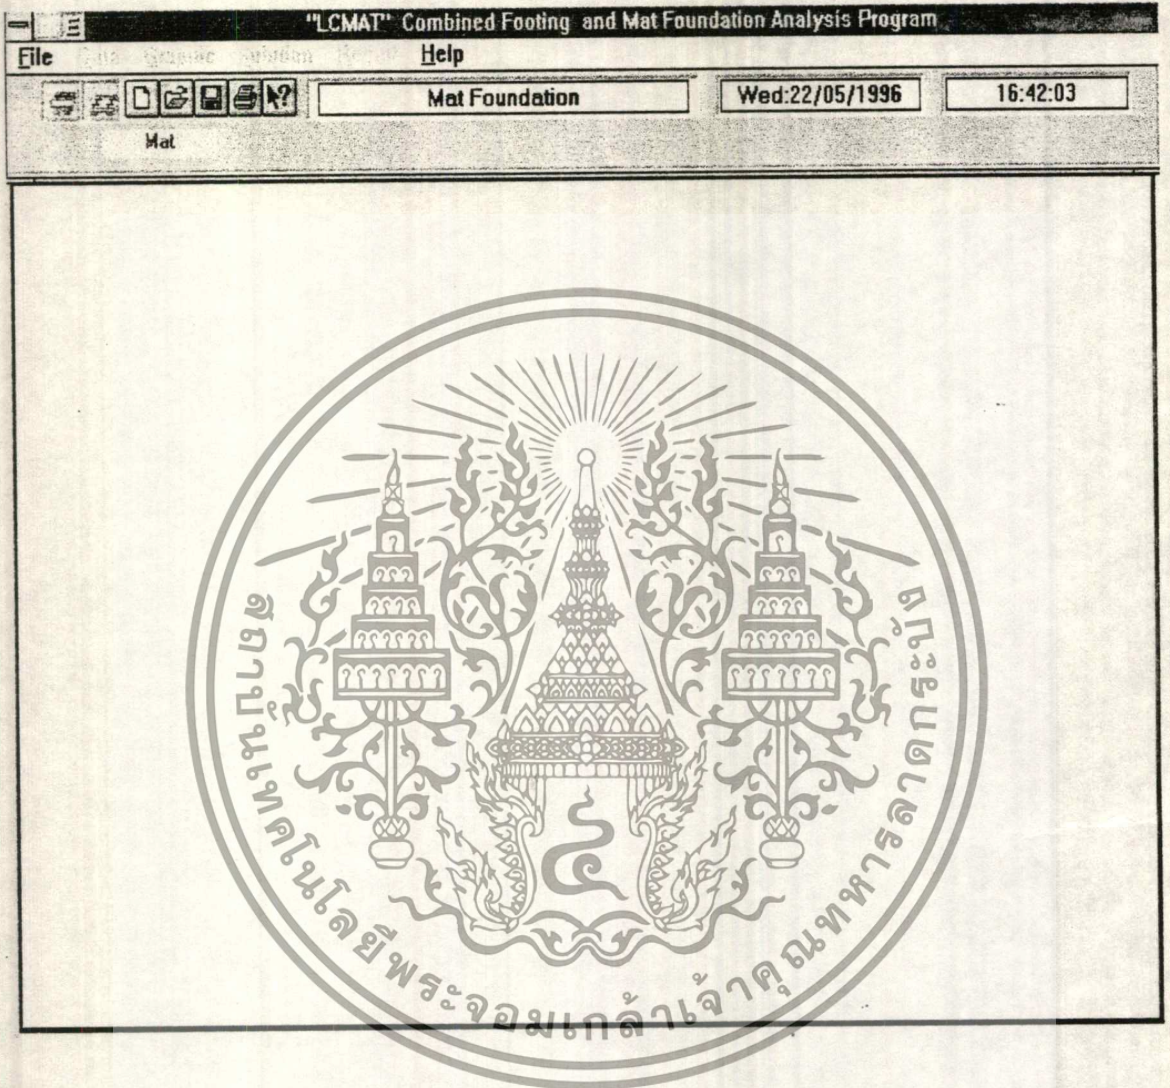 "LCMAT" Combined Footing and Mat Foundation Analysis Program
File Help
Mat Foundation Wed:22/05/1996 16:42:03
Mat
สถาบันเทคโนโลยีพระจอมเกล้าเจ้าคุณทหารลาดกระบัง